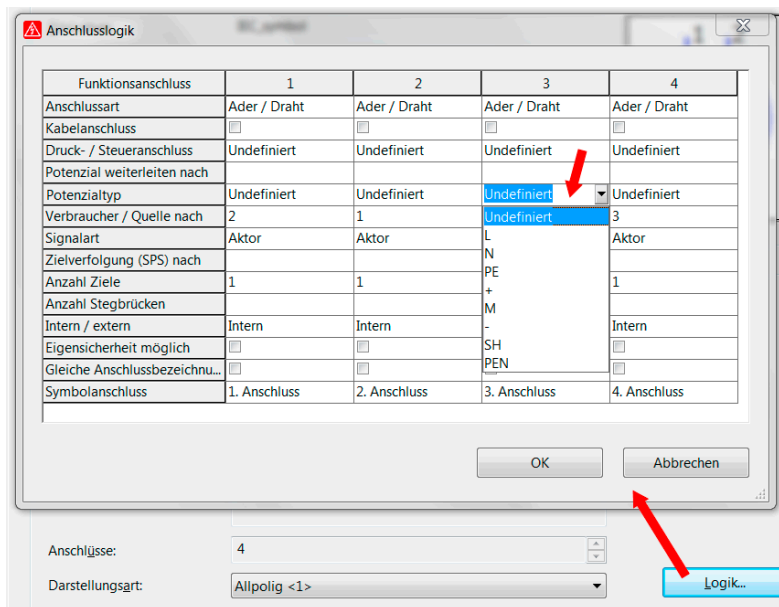 Anschlusslogik
Funktionsanschluss 1 2 3 4
Anschlussart Ader / Draht Ader / Draht Ader / Draht Ader / Draht
Kabelanschluss
Druck- / Steueranschluss Undefiniert Undefiniert Undefiniert Undefiniert
Potenzial weiterleiten nach
Potenzialtyp Undefiniert Undefiniert Undefiniert Undefiniert
Verbraucher / Quelle nach 2 1 Undefiniert 3
Signalart Aktor Aktor L Aktor
Zielverfolgung (SPS) nach N
PE
Anzahl Ziele 1 1 + 1
Anzahl Stegbrücken M
Intern / extern Intern Intern - Intern
Eigensicherheit möglich SH
Gleiche Anschlussbezeichnu... PEN
Symbolanschluss 1. Anschluss 2. Anschluss 3. Anschluss 4. Anschluss
OK Abbrechen
Anschlüsse: 4
Darstellungsart: Allpolig <1> Logik...